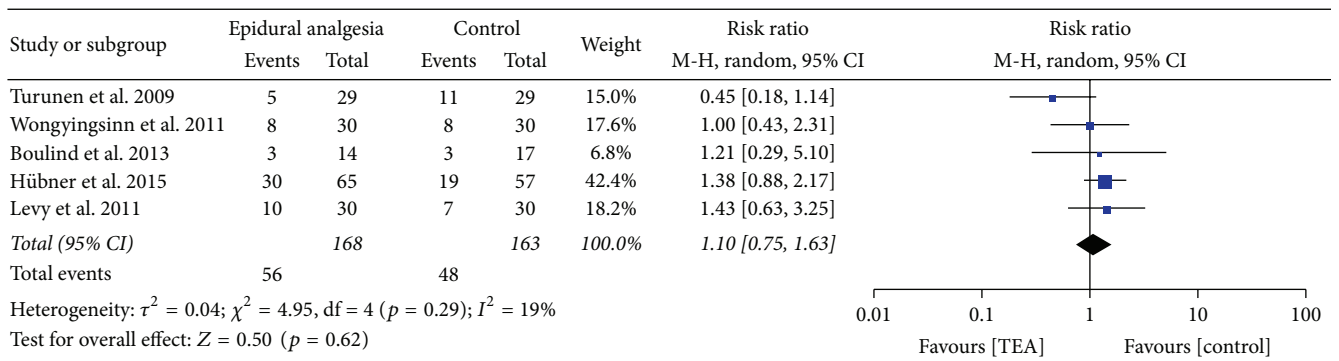 Study or subgroup Epidural analgesia Control Weight Risk ratio Risk ratio
Events Total Events Total M-H, random, 95% CI M-H, random, 95% CI
Turunen et al. 2009 5 29 11 29 15.0% 0.45 [0.18, 1.14]
Wongyingsinn et al. 2011 8 30 8 30 17.6% 1.00 [0.43, 2.31]
Boulind et al. 2013 3 14 3 17 6.8% 1.21 [0.29, 5.10]
Hübner et al. 2015 30 65 19 57 42.4% 1.38 [0.88, 2.17]
Levy et al. 2011 10 30 7 30 18.2% 1.43 [0.63, 3.25]
Total (95% CI) 168 163 100.0% 1.10 [0.75, 1.63]
Total events 56 48
Heterogeneity: τ² = 0.04; χ² = 4.95, df = 4 (p = 0.29); I² = 19%
Test for overall effect: Z = 0.50 (p = 0.62)
0.01 0.1 1 10 100
Favours [TEA] Favours [control]